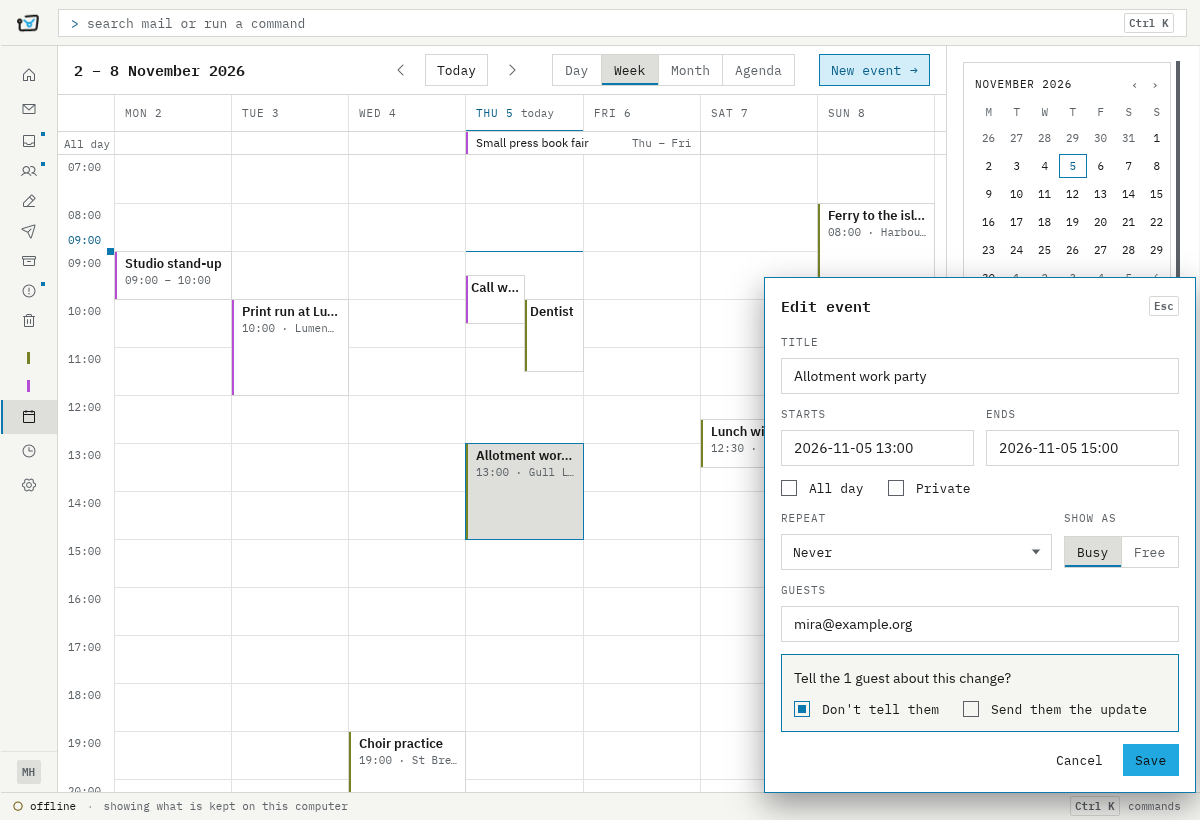 > search mail or run a command Ctrl K
2 – 8 November 2026 Today Day Week Month Agenda New event →
MON 2 TUE 3 WED 4 THU 5 today FRI 6 SAT 7 SUN 8
All day Small press book fair Thu – Fri
07:00
08:00
09:00
09:00
10:00
11:00
12:00
13:00
14:00
15:00
16:00
17:00
18:00
19:00
20:00
Studio stand-up
09:00 – 10:00
Print run at Lu…
10:00 · Lumen…
Choir practice
19:00 · St Bre…
Call w…
Dentist
Allotment wor…
13:00 · Gull L…
Lunch wi
12:30 ·
Ferry to the isl…
08:00 · Harbou…
NOVEMBER 2026 ‹ ›
M T W T F S S
26 27 28 29 30 31 1
2 3 4 5 6 7 8
9 10 11 12 13 14 15
16 17 18 19 20 21 22
23 24 25 26 27 28 29
Edit event Esc
TITLE
Allotment work party
STARTS ENDS
2026-11-05 13:00 2026-11-05 15:00
All day Private
REPEAT SHOW AS
Never Busy Free
GUESTS
mira@example.org
Tell the 1 guest about this change?
Don't tell them Send them the update
Cancel Save
MH
offline · showing what is kept on this computer Ctrl K commands